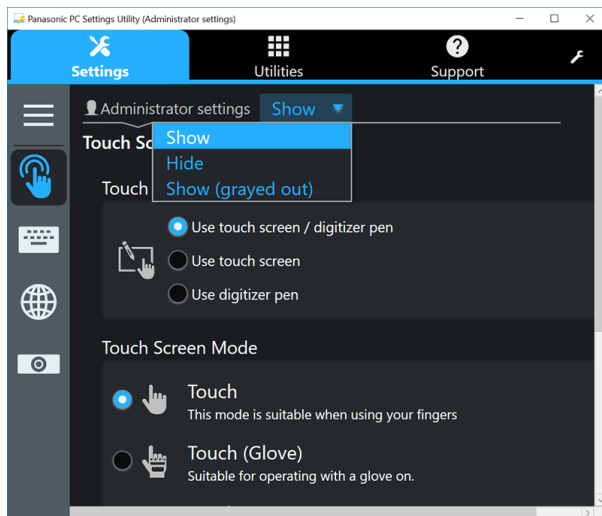 Panasonic PC Settings Utility (Administrator settings)
Settings
Utilities
Support
Administrator settings
Show
Touch Sc
Show
Hide
Show (grayed out)
Touch
Use touch screen / digitizer pen
Use touch screen
Use digitizer pen
Touch Screen Mode
Touch
This mode is suitable when using your fingers
Touch (Glove)
Suitable for operating with a glove on.